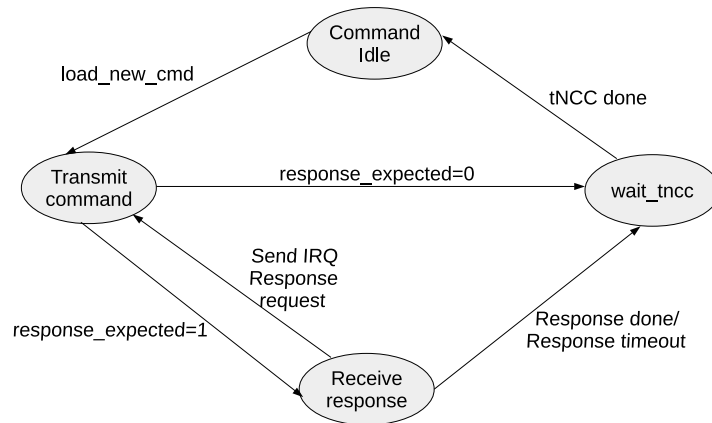 Command
Idle
load_new_cmd
tNCC done
Transmit
command
response_expected=0
wait_tncc
Send IRQ
Response
request
response_expected=1
Response done/
Response timeout
Receive
response